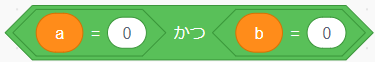 a = 0 かつ b = 0